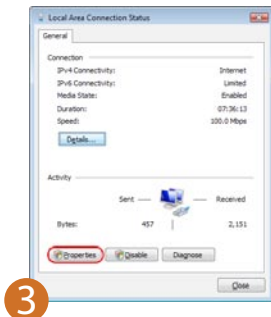 Local Area Connection Status
General
Connection
IPv4 Connectivity: Internet
IPv6 Connectivity: Limited
Media State: Enabled
Duration: 07:36:13
Speed: 100.0 Mbps
Details...
Activity
Sent Received
Bytes: 457 2,151
Properties Disable Diagnose
Close
3